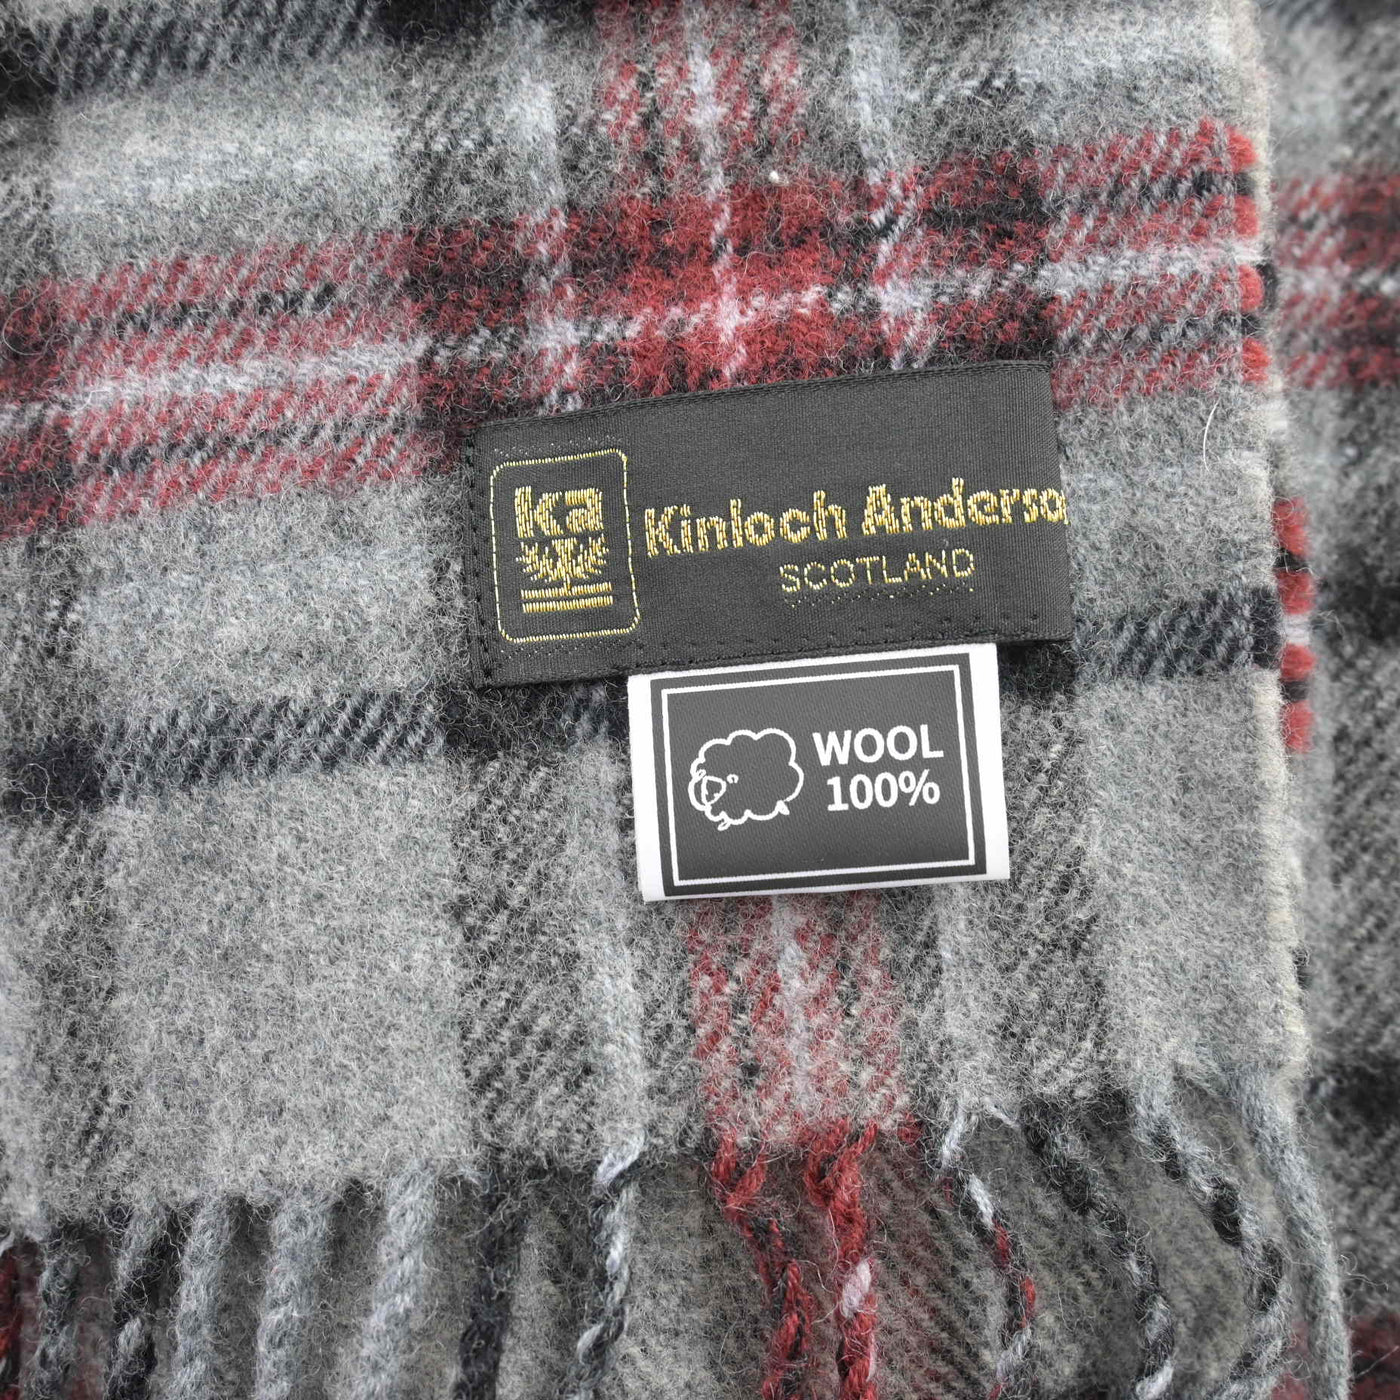 ka
Kinloch Anderso
SCOTLAND
WOOL
100%